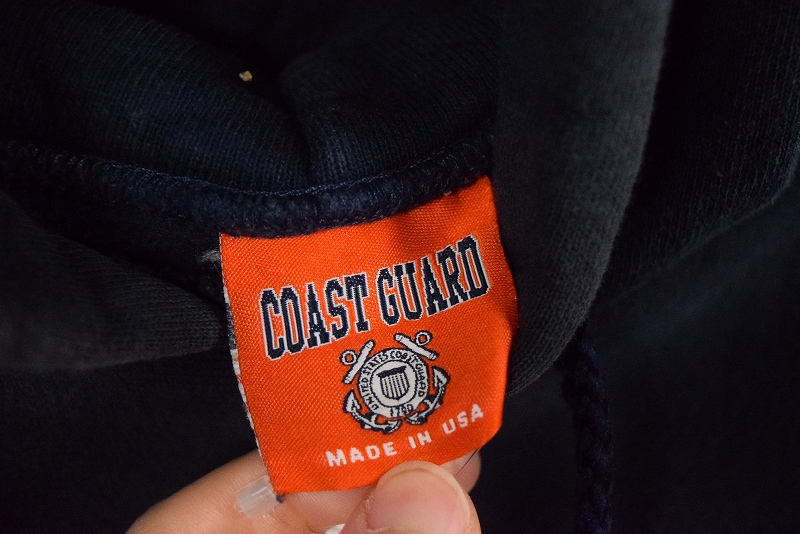 COAST GUARD
UNITED STATES COAST GUARD
1790
MADE IN USA